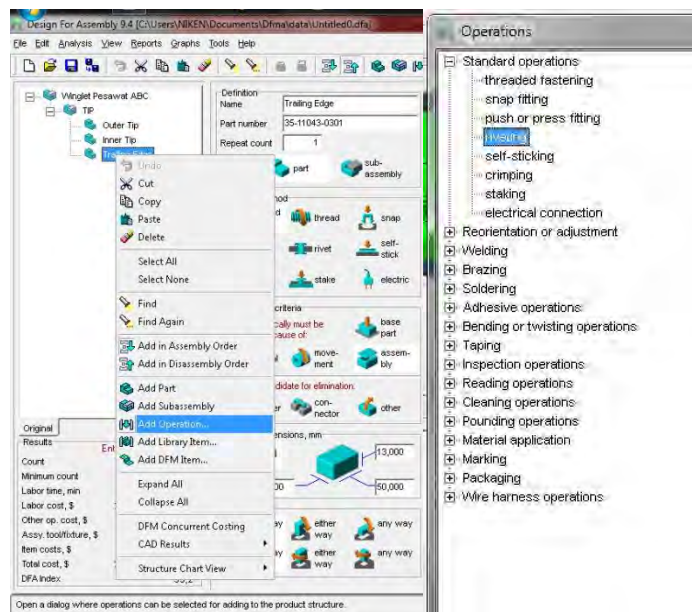 Design For Assembly 9.4 [C:\Users\NIKEN\Documents\Dfma\data\Untitled0.dfa]
File Edit Analysis View Reports Graphs Tools Help
Winglet Pesawat ABC
TIP
Outer Tip
Inner Tip
Trailing Edge
Undo
Cut
Copy
Paste
Delete
Select All
Select None
Find
Find Again
Add in Assembly Order
Add in Disassembly Order
Add Part
Add Subassembly
Add Operation...
Add Library Item...
Add DFM Item...
Expand All
Collapse All
DFM Concurrent Costing
CAD Results
Structure Chart View
Definition
Name Trailing Edge
Part number 35-11043-0301
Repeat count 1
part
sub-
assembly
thread snap
rivet self-
stick
stake electric
criteria
must be base
part
move-
ment
assem-
bly
candidate for elimination
con-
nector
other
13,000
50,000
either
way
any way
either
way
any way
Original
Results
Count
Minimum count
Labor time, min
Labor cost, $
Other op. cost, $
Assy. tool/fixture, $
Item costs, $
Total cost, $
DFA Index
Open a dialog where operations can be selected for adding to the product structure.
Operations
Standard operations
threaded fastening
snap fitting
push or press fitting
riveting
self-sticking
crimping
staking
electrical connection
Reorientation or adjustment
Welding
Brazing
Soldering
Adhesive operations
Bending or twisting operations
Taping
Inspection operations
Reading operations
Cleaning operations
Pounding operations
Material application
Marking
Packaging
Wire harness operations